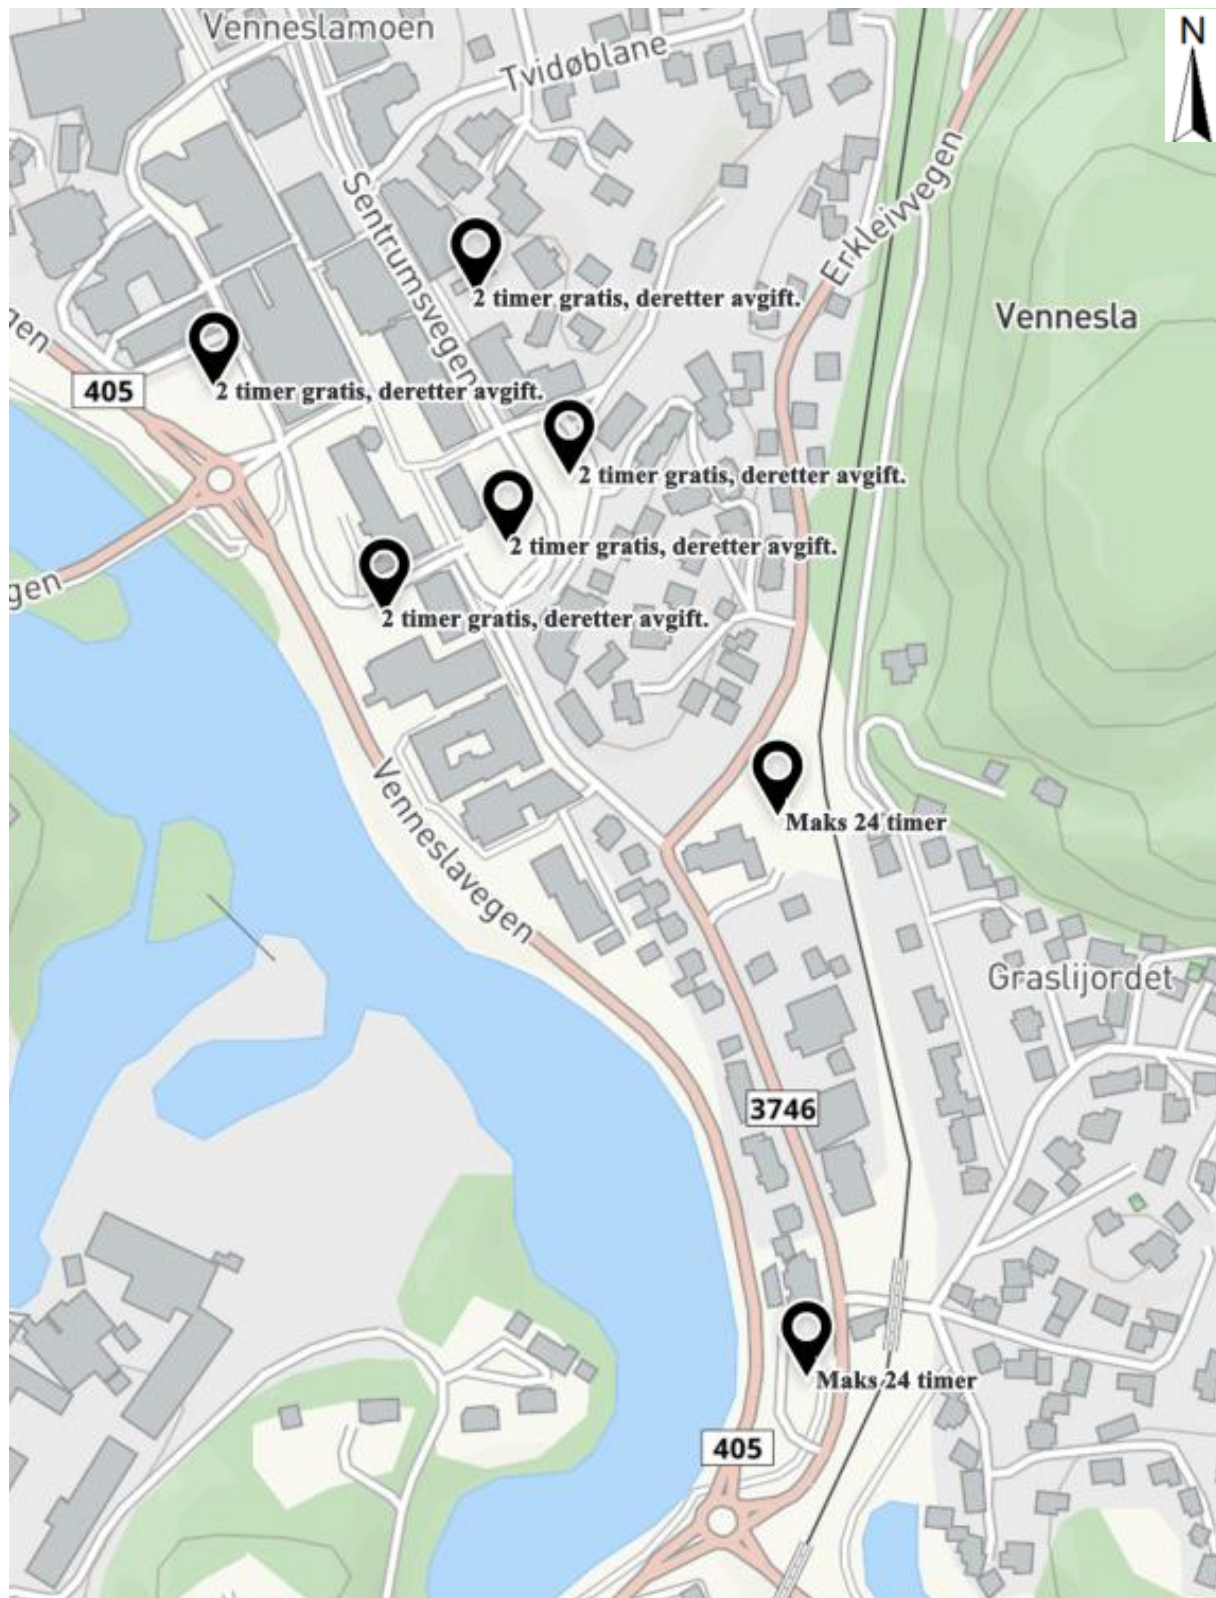 Venneslamoen
N
Tvidøblane
Erkleivvegen
Sentrumsvegen
2 timer gratis, deretter avgift.
Vennesla
gen
405
2 timer gratis, deretter avgift.
2 timer gratis, deretter avgift.
2 timer gratis, deretter avgift.
gen
2 timer gratis, deretter avgift.
Venneslavegen
Maks 24 timer
Graslijordet
3746
Maks 24 timer
405